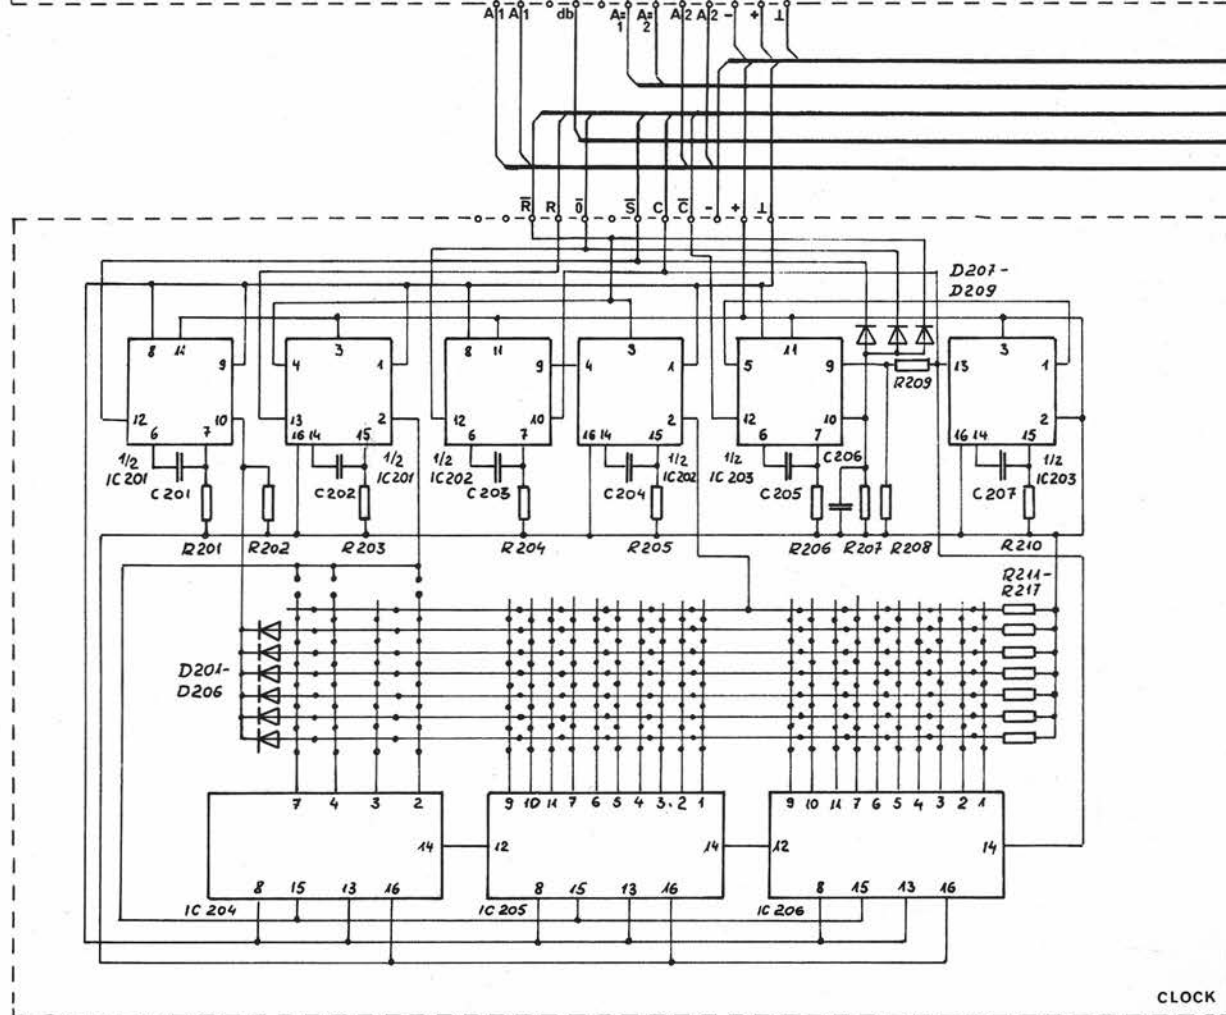 A1 A1 db A=1 A=2 A2 A2 - + ⊥
R̅ R 0̅ S̅ C C̅ - + ⊥
D207-
D209
8 11 3 8 11 3 11 3
9 4 1 9 4 1 5 9 13 1
R209
12 10 13 2 12 10 2 12 10 2
6 7 16 14 15 6 7 16 14 15 6 7 C206 16 14 15
1/2 1/2 1/2 1/2 1/2 1/2
IC201 IC201 IC202 IC202 IC203 IC203
C201 C202 C203 C204 C205 C207
R201 R202 R203 R204 R205 R206 R207 R208 R210
R211-
R217
D201-
D206
7 4 3 2 9 10 11 7 6 5 4 3 2 1 9 10 11 7 6 5 4 3 2 1
14 12 14 12 14
8 15 13 16 8 15 13 16 8 15 13 16
IC204 IC205 IC206
CLOCK